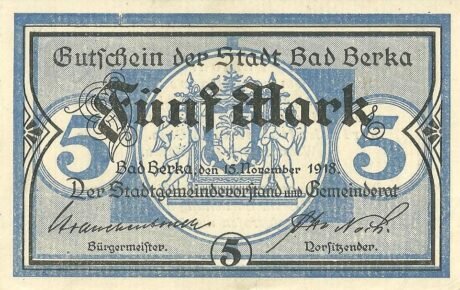 Gutschein der Stadt Bad Berka
Fünf Mark
5 5
Bad Berka, den 15. November 1918.
Der Stadtgemeindevorstand und Gemeinderat
Bürgermeister. Vorsitzender.
5